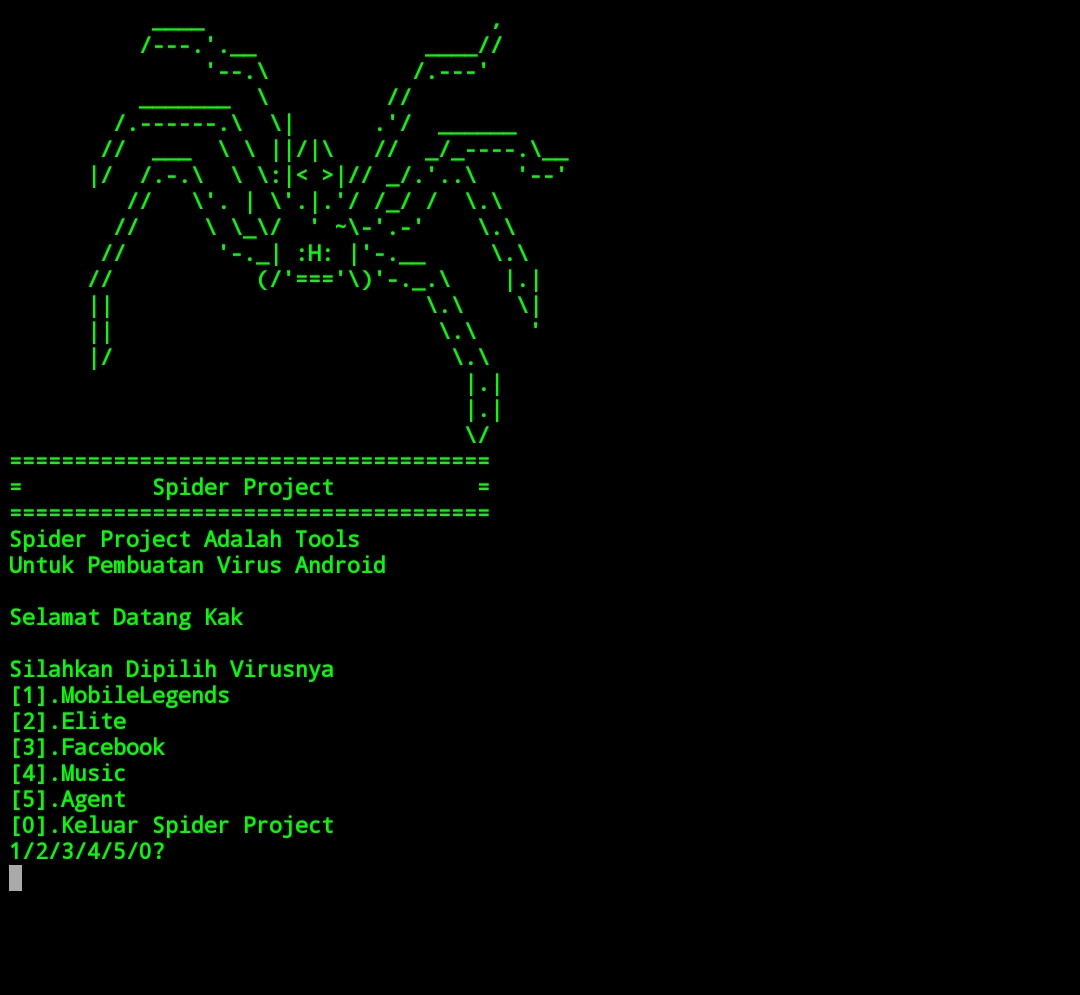 =====================================
= Spider Project =
=====================================
Spider Project Adalah Tools
Untuk Pembuatan Virus Android
Selamat Datang Kak
Silahkan Dipilih Virusnya
[1].MobileLegends
[2].Elite
[3].Facebook
[4].Music
[5].Agent
[0].Keluar Spider Project
1/2/3/4/5/0?